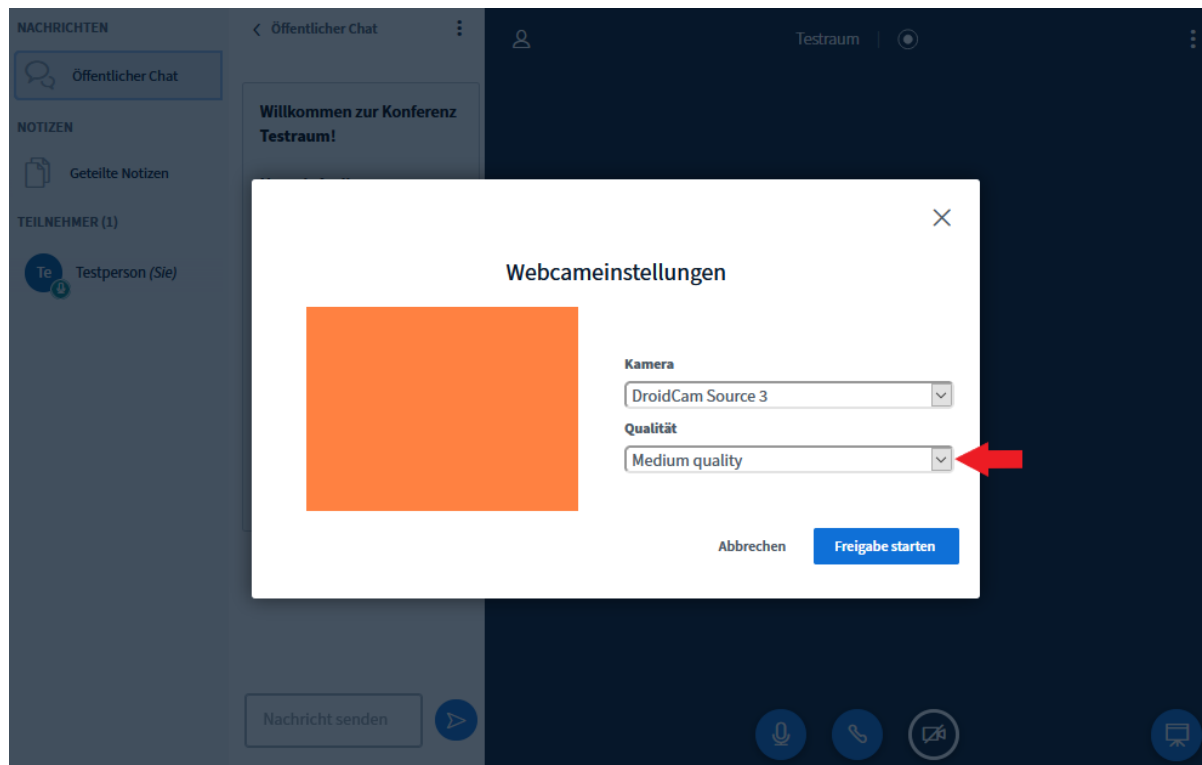 NACHRICHTEN
Öffentlicher Chat
NOTIZEN
Geteilte Notizen
TEILNEHMER (1)
Te
Testperson (Sie)
Öffentlicher Chat
Willkommen zur Konferenz
Testraum!
Nachricht senden
Testraum
Webcameinstellungen
Kamera
DroidCam Source 3
Qualität
Medium quality
Abbrechen
Freigabe starten